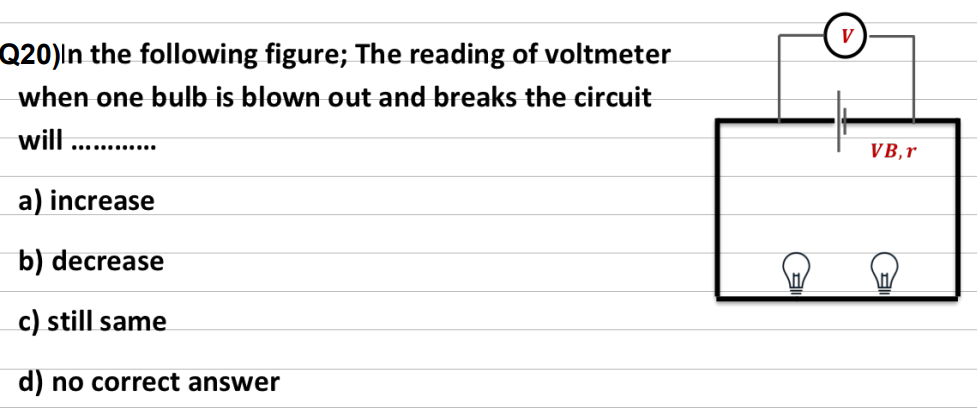 Q20)In the following figure; The reading of voltmeter
when one bulb is blown out and breaks the circuit
will ............
a) increase
b) decrease
c) still same
d) no correct answer
V
VB, r